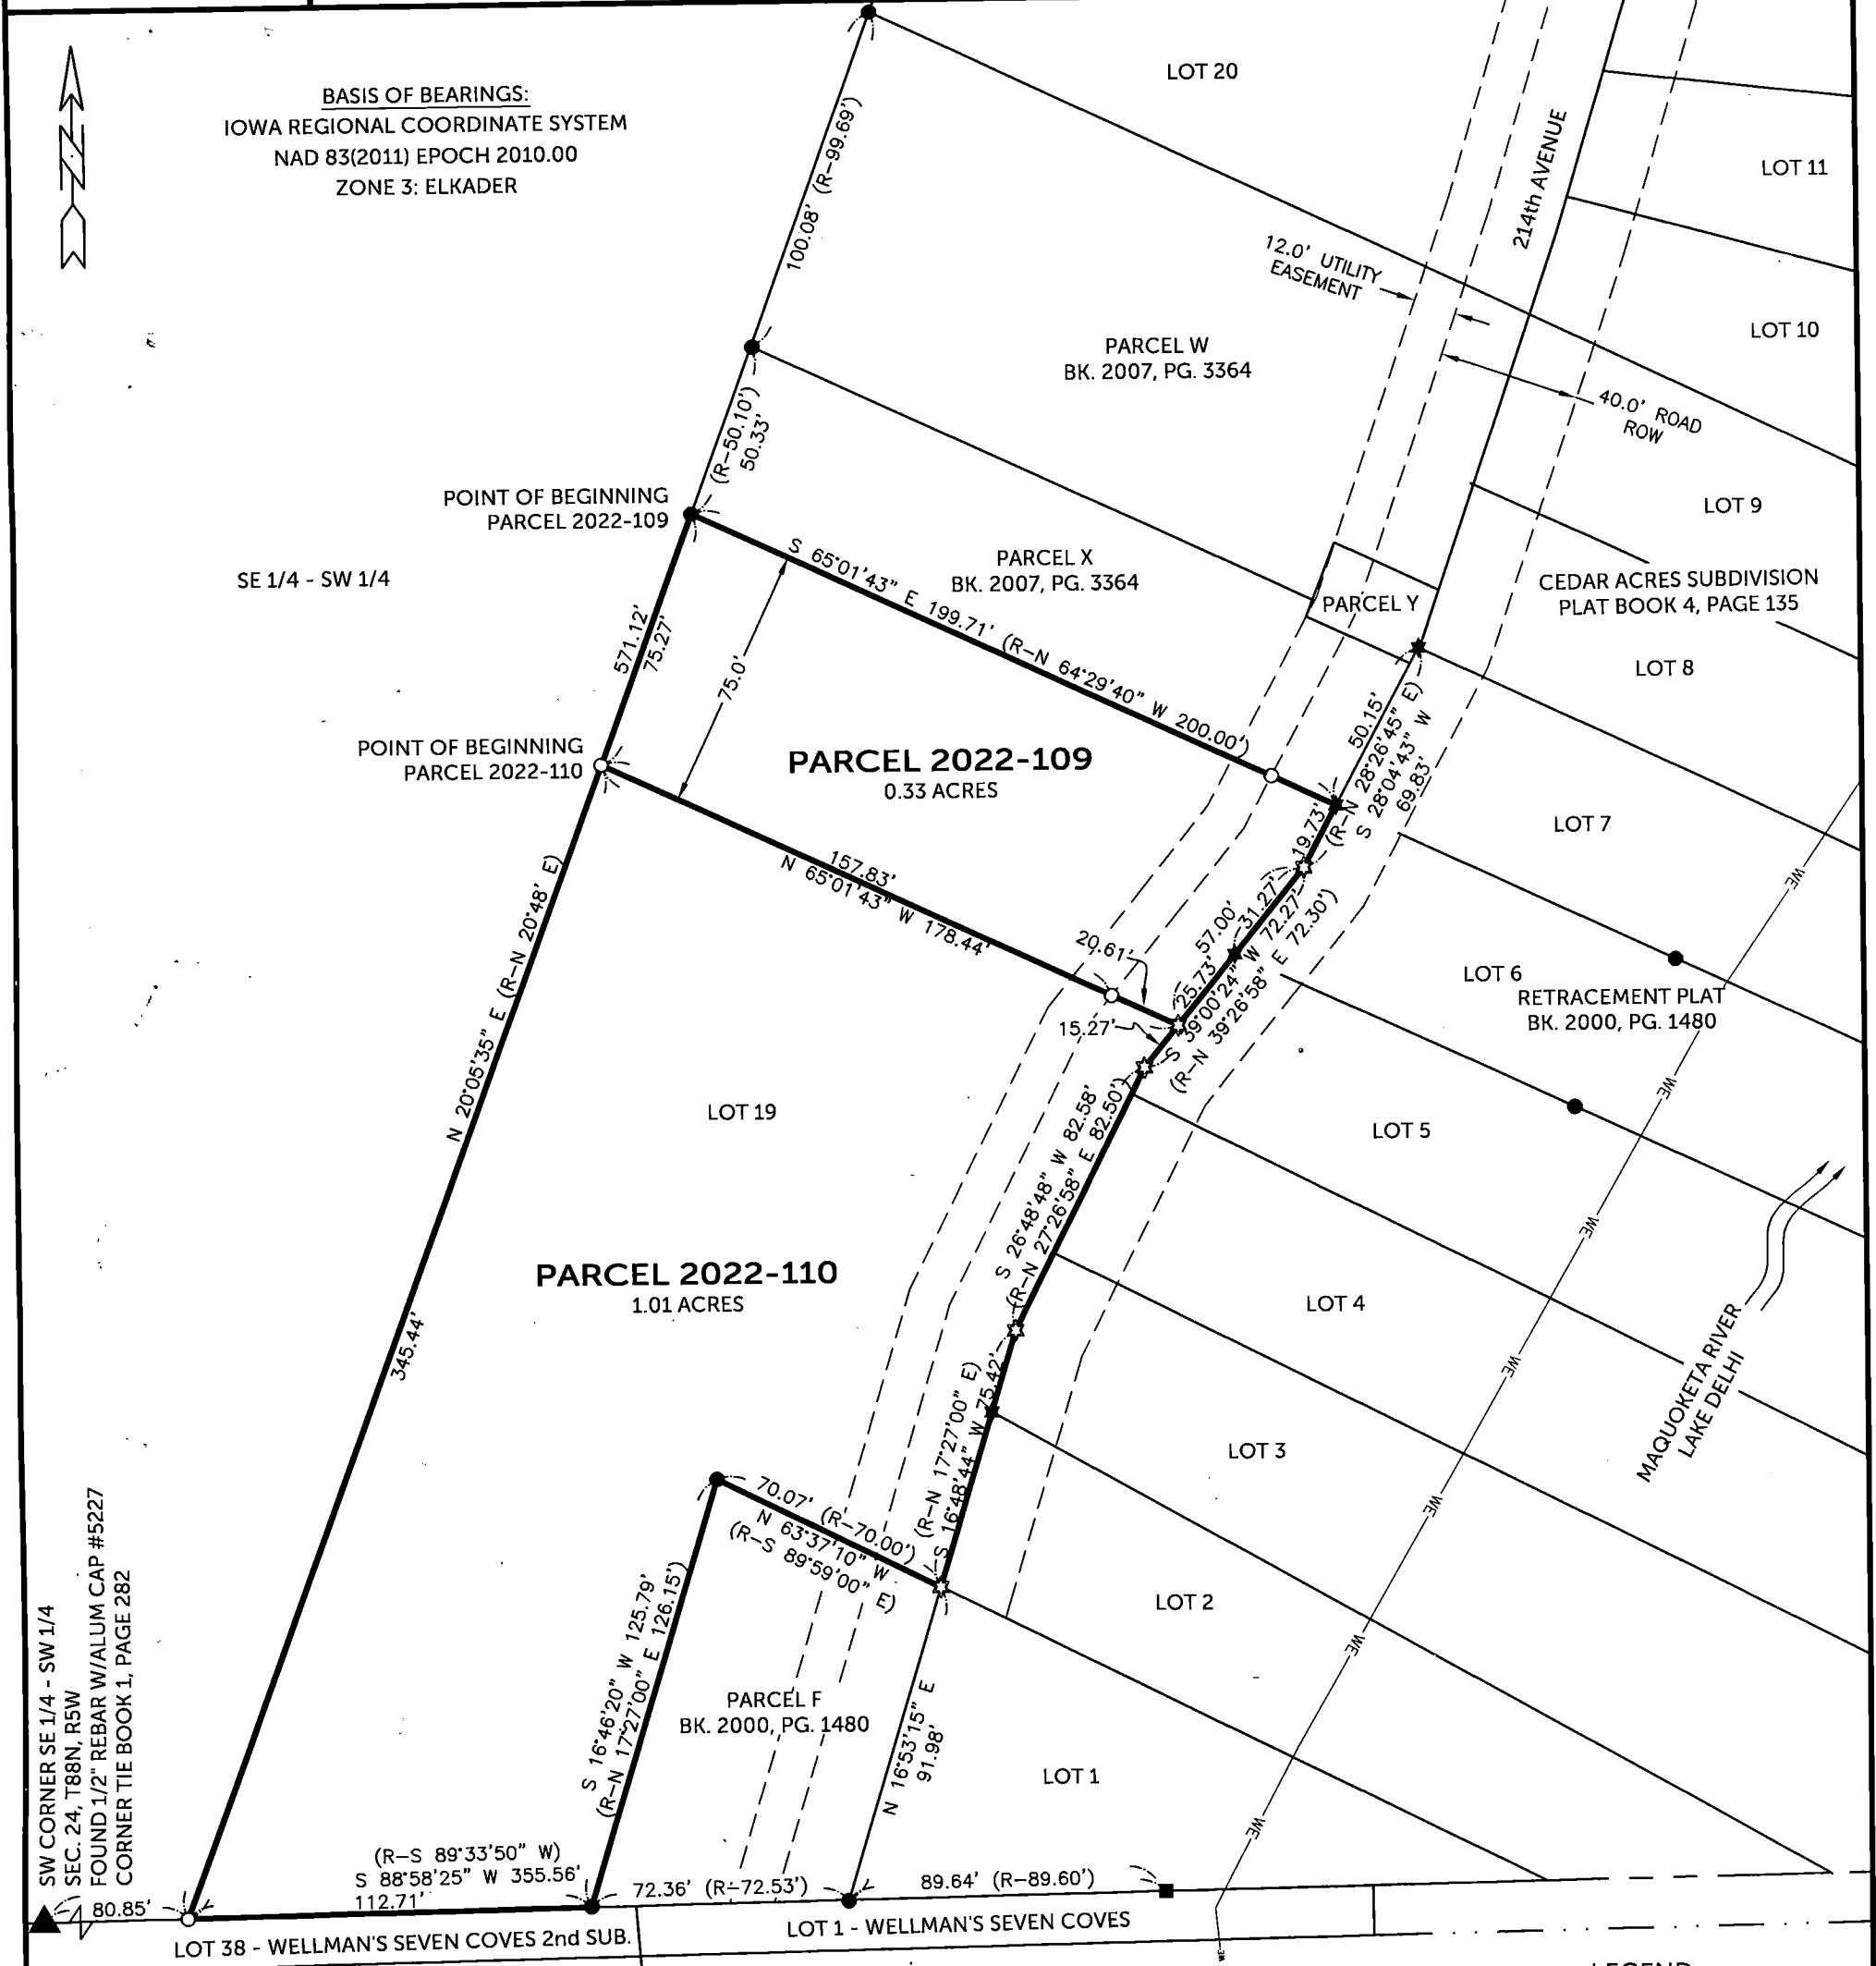 BASIS OF BEARINGS:
IOWA REGIONAL COORDINATE SYSTEM
NAD 83(2011) EPOCH 2010.00
ZONE 3: ELKADER
N
LOT 20
LOT 11
214th AVENUE
100.08' (R-99.69')
12.0' UTILITY
EASEMENT
LOT 10
PARCEL W
BK. 2007, PG. 3364
40.0' ROAD
ROW
(R-50.10')
50.33'
LOT 9
POINT OF BEGINNING
PARCEL 2022-109
SE 1/4 - SW 1/4
PARCEL X
BK. 2007, PG. 3364
S 65°01'43" E 199.71' (R-N 64°29'40" W 200.00')
CEDAR ACRES SUBDIVISION
PLAT BOOK 4, PAGE 135
PARCEL Y
571.12'
75.27'
75.0'
LOT 8
POINT OF BEGINNING
PARCEL 2022-110
PARCEL 2022-109
0.33 ACRES
50.15'
(R-N 28°26'45" E)
S 28°04'43" W
69.83'
19.73'
LOT 7
157.83'
N 65°01'43" W 178.44'
WE
31.27'
57.00'
25.73'
S 39°00'24" W 72.27'
(R-N 39°26'58" E 72.30')
20.61'
15.27'
LOT 6
RETRACEMENT PLAT
BK. 2000, PG. 1480
N 20°05'35" E (R-N 20°48' E)
WE
LOT 19
LOT 5
S 26°48'48" W 82.58'
(R-N 27°26'58" E 82.50')
WE
PARCEL 2022-110
1.01 ACRES
LOT 4
345.44'
MAQUOKETA RIVER
LAKE DELHI
WE
(R-N 17°27'00" E)
S 16°48'44" W 75.42'
LOT 3
70.07' (R-70.00')
N 63°37'10" W
(R-S 89°59'00" E)
WE
LOT 2
S 16°46'20" W 125.79'
(R-N 17°27'00" E 126.15')
WE
PARCEL F
BK. 2000, PG. 1480
N 16°53'15" E
91.98'
LOT 1
WE
SW CORNER SE 1/4 - SW 1/4
SEC. 24, T88N, R5W
FOUND 1/2" REBAR W/ALUM CAP #5227
CORNER TIE BOOK 1, PAGE 282
(R-S 89°33'50" W)
S 88°58'25" W 355.56'
112.71'
80.85'
72.36' (R-72.53')
89.64' (R-89.60')
LOT 38 - WELLMAN'S SEVEN COVES 2nd SUB.
LOT 1 - WELLMAN'S SEVEN COVES
WE
LEGEND